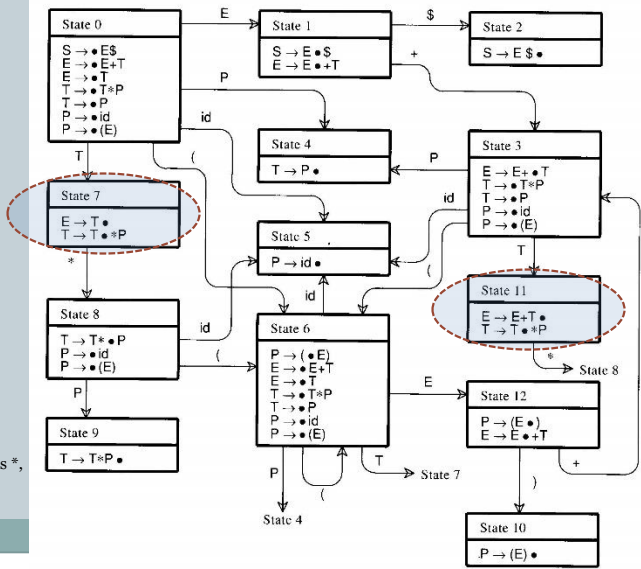 State 0
S → • E$
E → • E+T
E → • T
T → • T*P
T → • P
P → • id
P → • (E)
E
State 1
S → E • $
E → E • +T
$
State 2
S → E $ •
+
P
id
(
T
State 4
T → P •
P
State 3
E → E+ • T
T → • T*P
T → • P
P → • id
P → • (E)
State 7
E → T •
T → T • *P
*
State 5
P → id •
id
(
T
State 11
E → E+T •
T → T • *P
*
State 8
State 8
T → T* • P
P → • id
P → • (E)
id
(
P
id
State 6
P → ( • E)
E → • E+T
E → • T
T → • T*P
T → • P
P → • id
P → • (E)
E
State 12
P → (E • )
E → E • +T
+
)
State 9
T → T*P •
P
(
T
State 7
State 4
State 10
P → (E) •
s *,